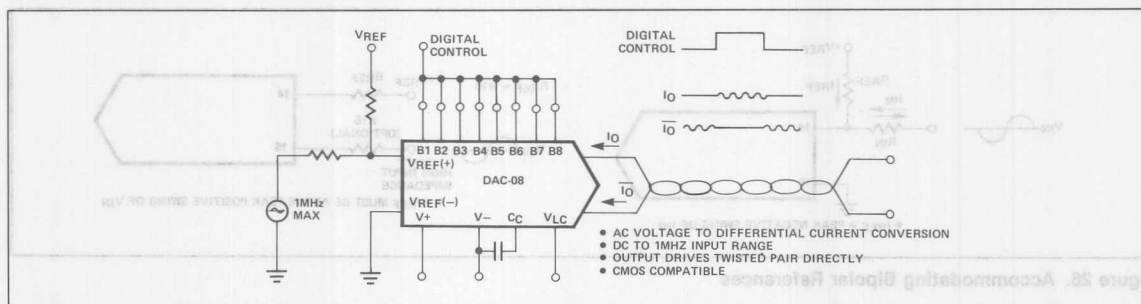 VREF
DIGITAL
CONTROL
B1 B2 B3 B4 B5 B6 B7 B8
VREF(+)
DAC-08
VREF(−)
V+ V− CC VLC
1MHz
MAX
IO
IO
DIGITAL
CONTROL
IO
IO
• AC VOLTAGE TO DIFFERENTIAL CURRENT CONVERSION
• DC TO 1MHZ INPUT RANGE
• OUTPUT DRIVES TWISTED PAIR DIRECTLY
• CMOS COMPATIBLE
gure 26. Accommodating Bipolar References